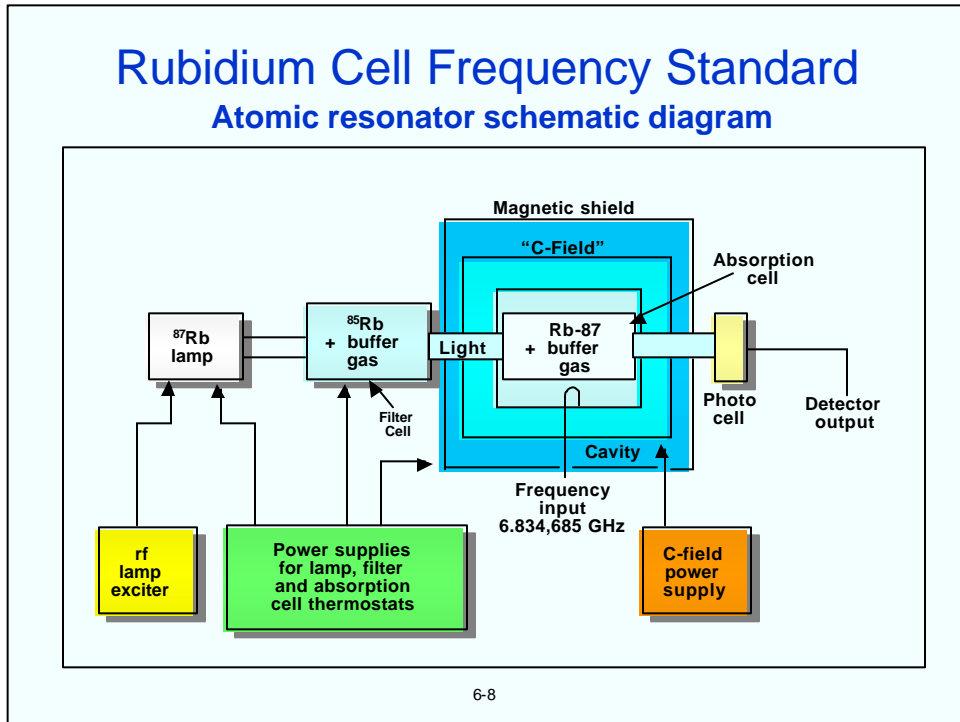 Rubidium Cell Frequency Standard
Atomic resonator schematic diagram
Magnetic shield
“C-Field”
Absorption
cell
⁸⁷Rb
lamp
⁸⁵Rb
+ buffer
gas
Light
Rb-87
+ buffer
gas
Filter
Cell
Photo
cell
Detector
output
Cavity
Frequency
input
6.834,685 GHz
rf
lamp
exciter
Power supplies
for lamp, filter
and absorption
cell thermostats
C-field
power
supply
6-8